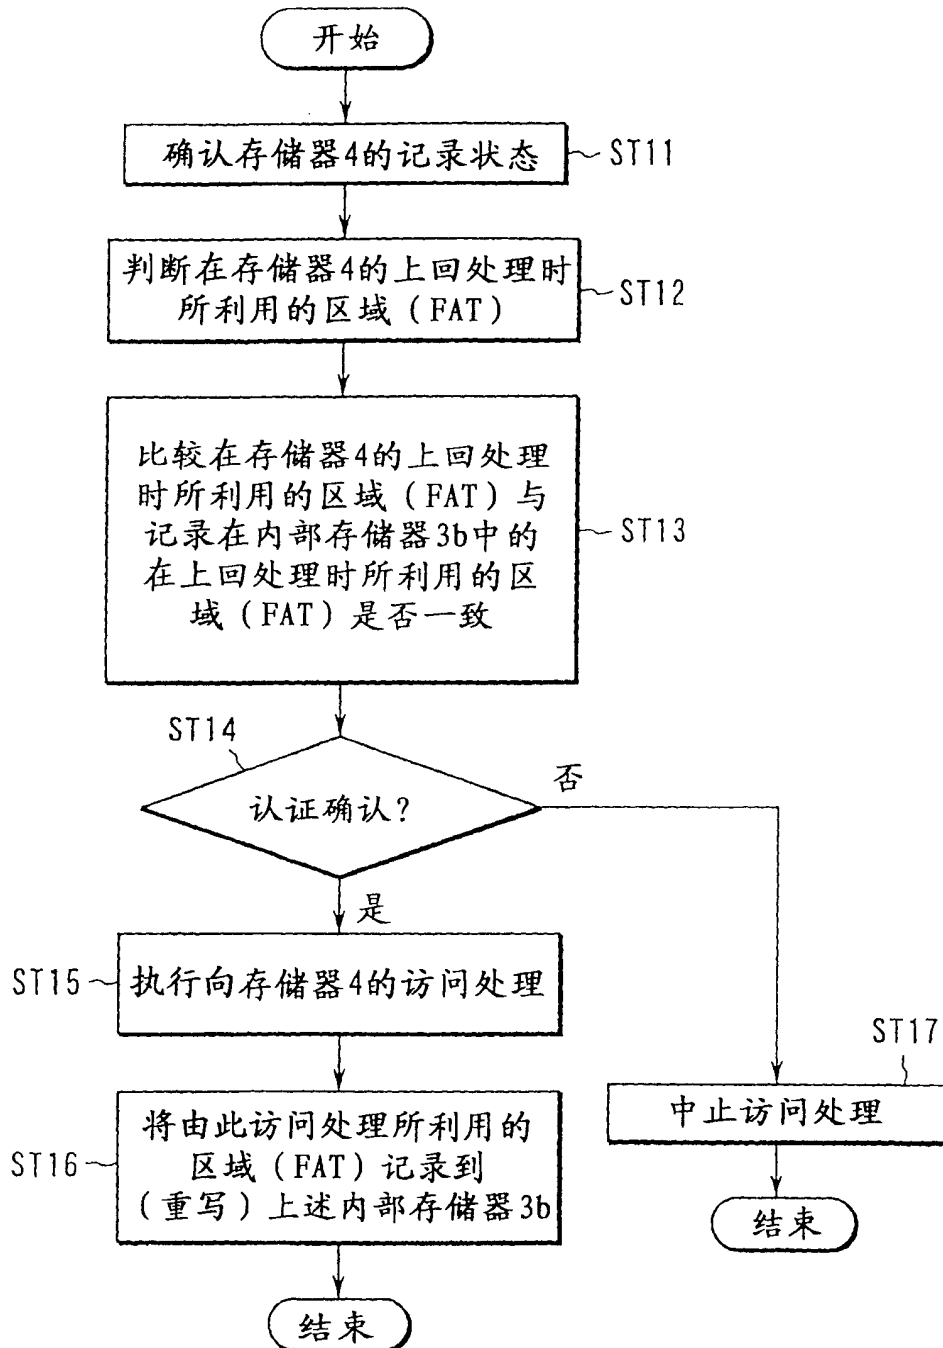 开始
确认存储器4的记录状态
ST11
判断在存储器4的上回处理时
所利用的区域（FAT）
ST12
比较在存储器4的上回处理
时所利用的区域（FAT）与
记录在内部存储器3b中的
在上回处理时所利用的区
域（FAT）是否一致
ST13
ST14
认证确认？
否
是
ST15
执行向存储器4的访问处理
ST17
中止访问处理
ST16
将由此访问处理所利用的
区域（FAT）记录到
（重写）上述内部存储器3b
结束
结束